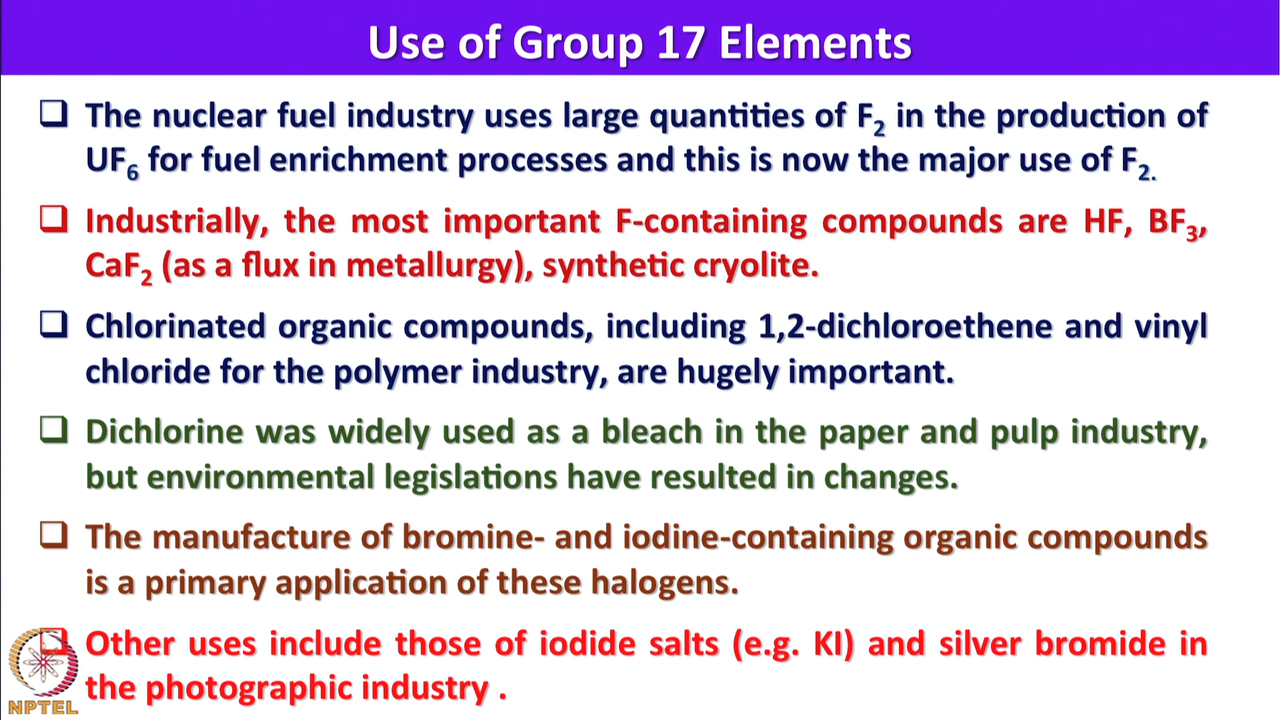 Use of Group 17 Elements
The nuclear fuel industry uses large quantities of F₂ in the production of
UF₆ for fuel enrichment processes and this is now the major use of F₂.
Industrially, the most important F-containing compounds are HF, BF₃,
CaF₂ (as a flux in metallurgy), synthetic cryolite.
Chlorinated organic compounds, including 1,2-dichloroethene and vinyl
chloride for the polymer industry, are hugely important.
Dichlorine was widely used as a bleach in the paper and pulp industry,
but environmental legislations have resulted in changes.
The manufacture of bromine- and iodine-containing organic compounds
is a primary application of these halogens.
Other uses include those of iodide salts (e.g. KI) and silver bromide in
the photographic industry .
NPTEL